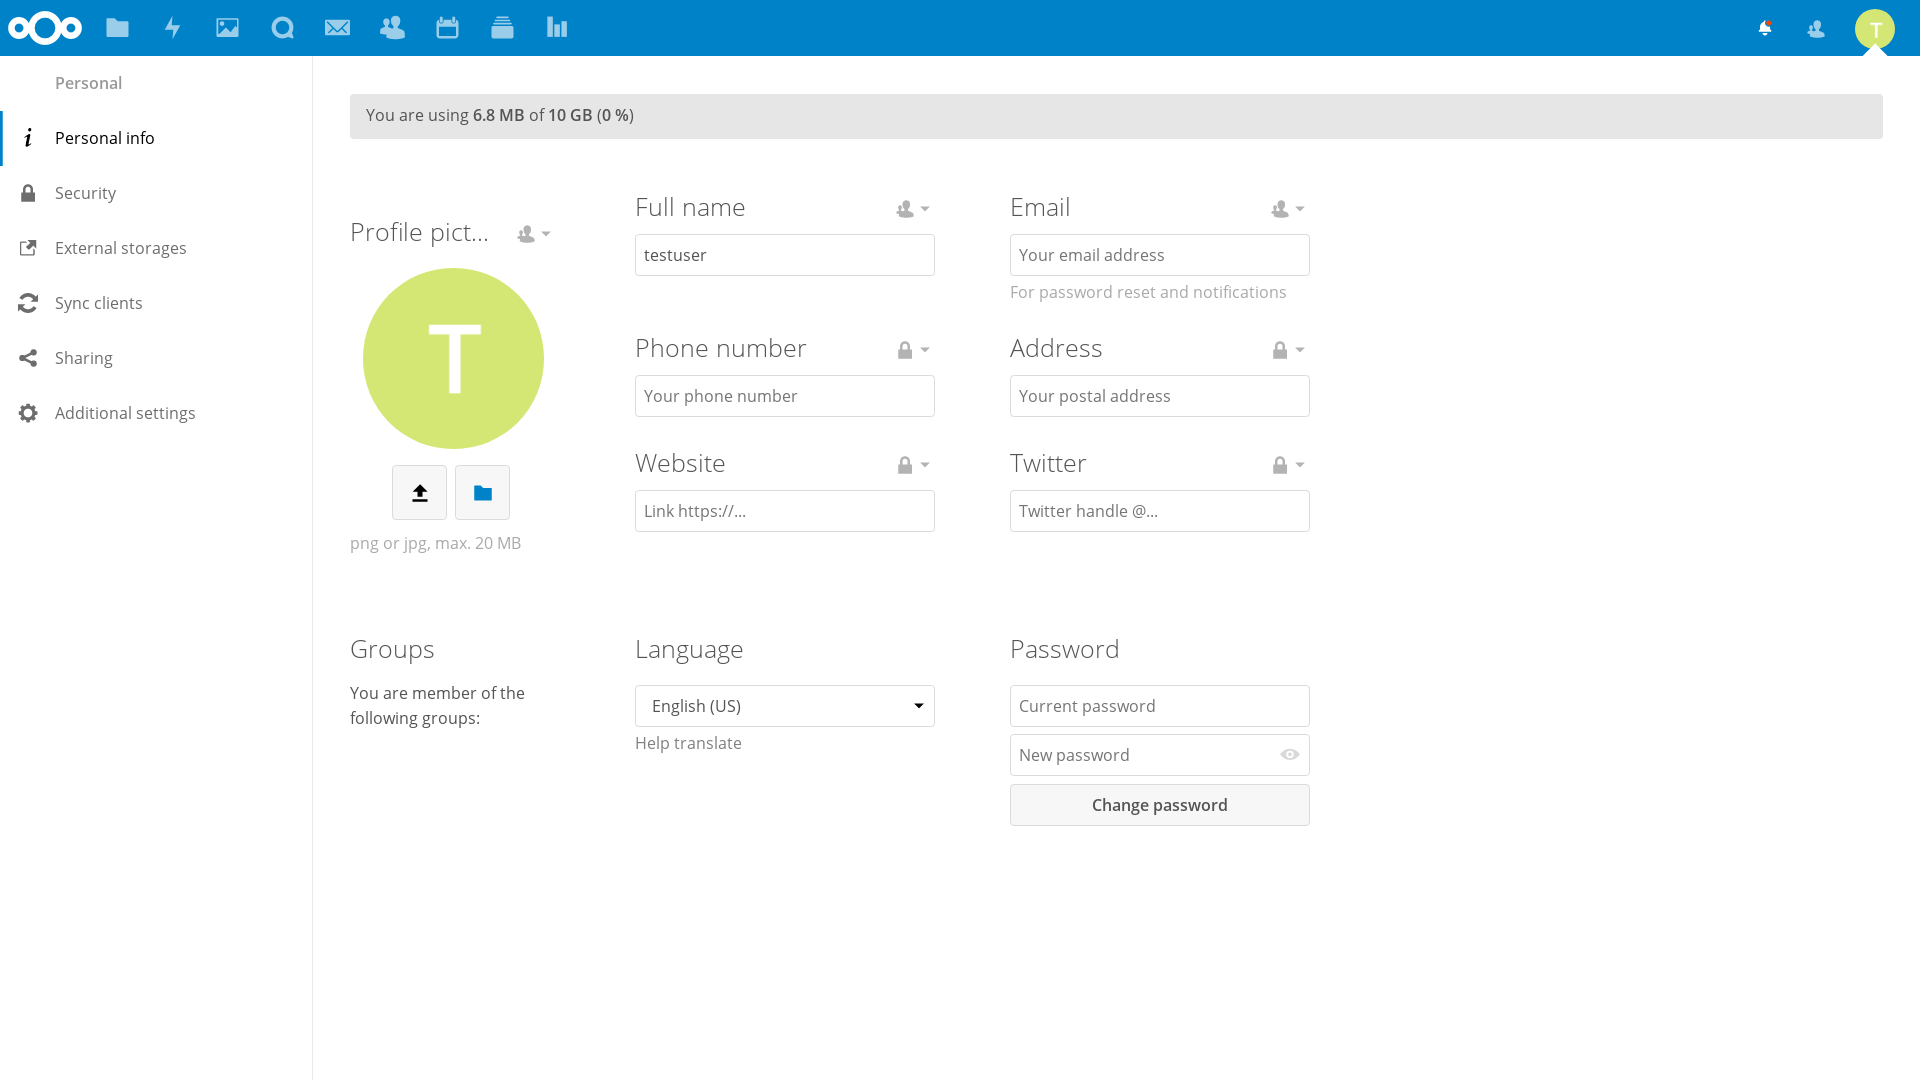 T
Personal
Personal info
Security
External storages
Sync clients
Sharing
Additional settings
You are using 6.8 MB of 10 GB (0 %)
Profile pict...
T
png or jpg, max. 20 MB
Full name
testuser
Email
Your email address
For password reset and notifications
Phone number
Your phone number
Address
Your postal address
Website
Link https://...
Twitter
Twitter handle @...
Groups
You are member of the
following groups:
Language
English (US)
Help translate
Password
Current password
New password
Change password